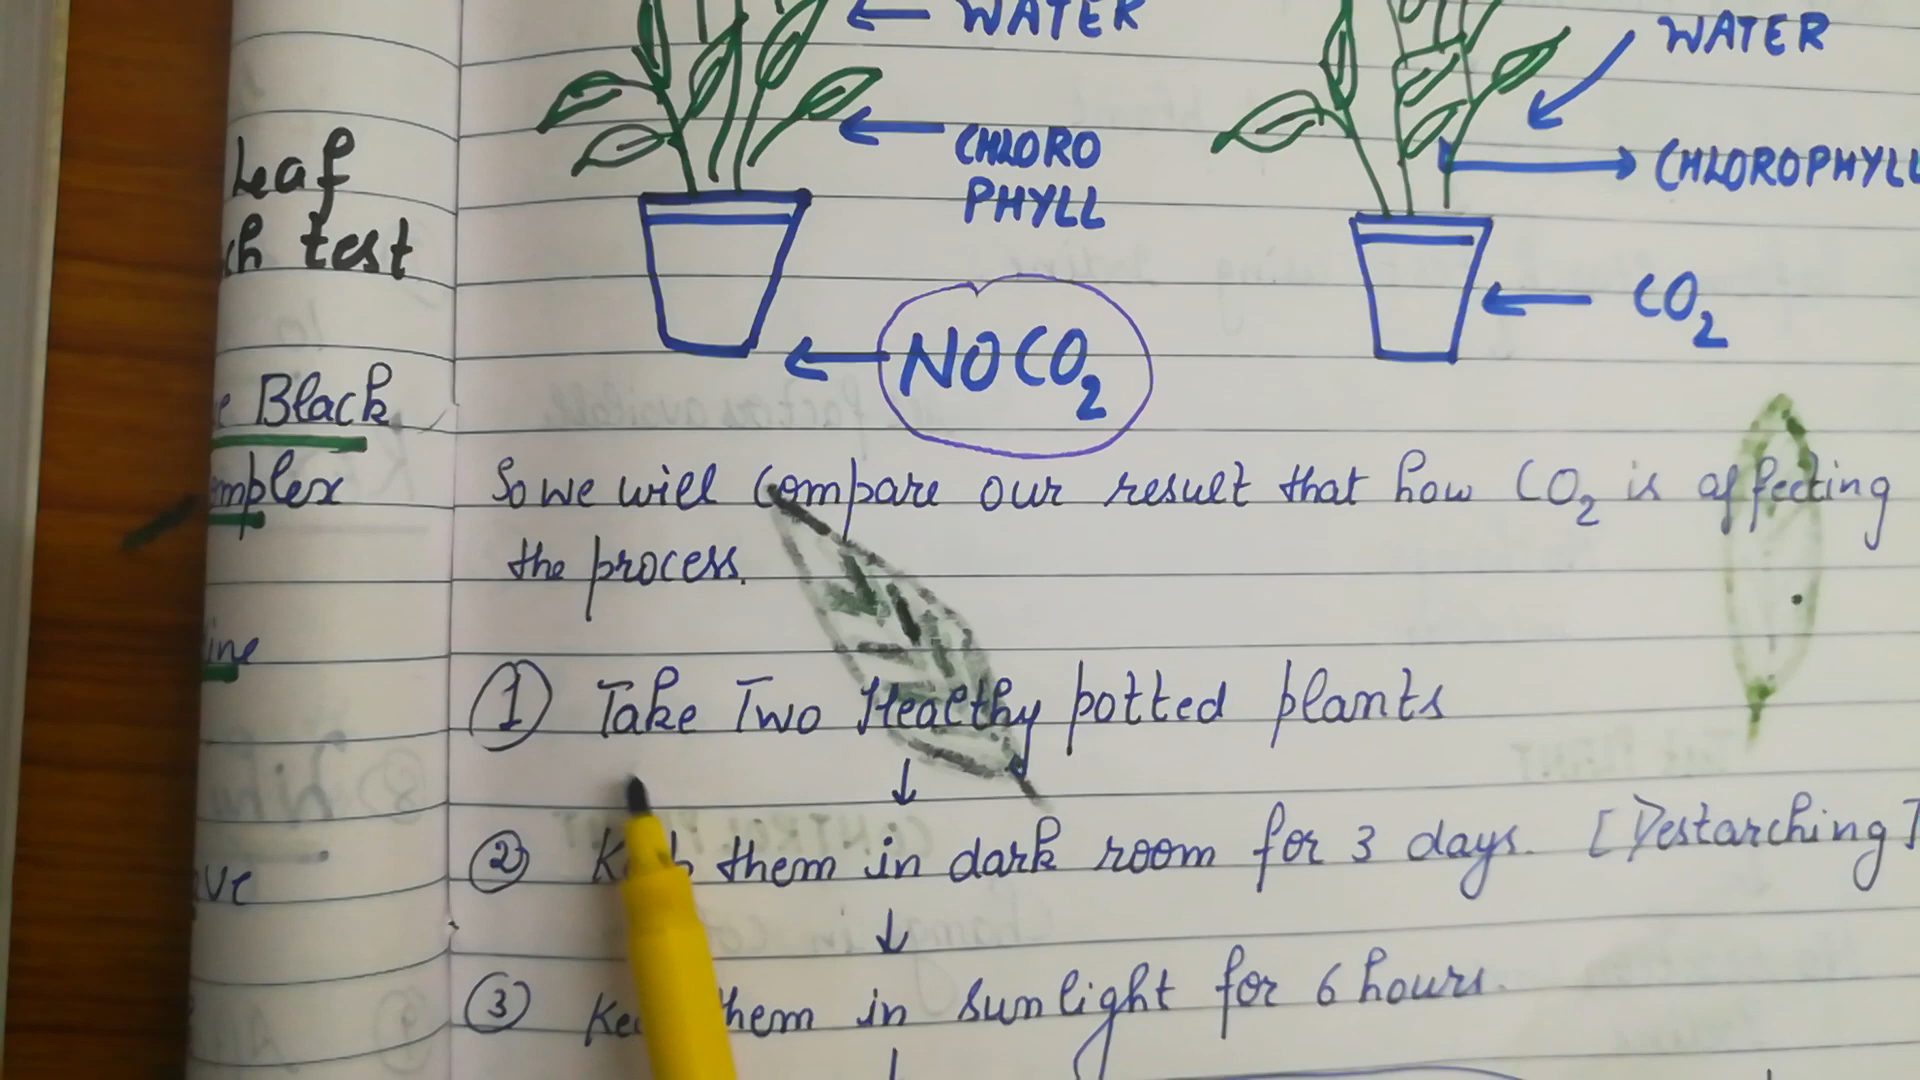 WATER
WATER
CHLORO
PHYLL
CHLOROPHYLL
Leaf
test
CO2
NO CO2
Black
So we will compare our result that how CO2 is affecting
the process.
① Take Two Healthy potted plants
↓
② them in dark room for 3 days. [Destarching]
↓
③ them in sunlight for 6 hours.